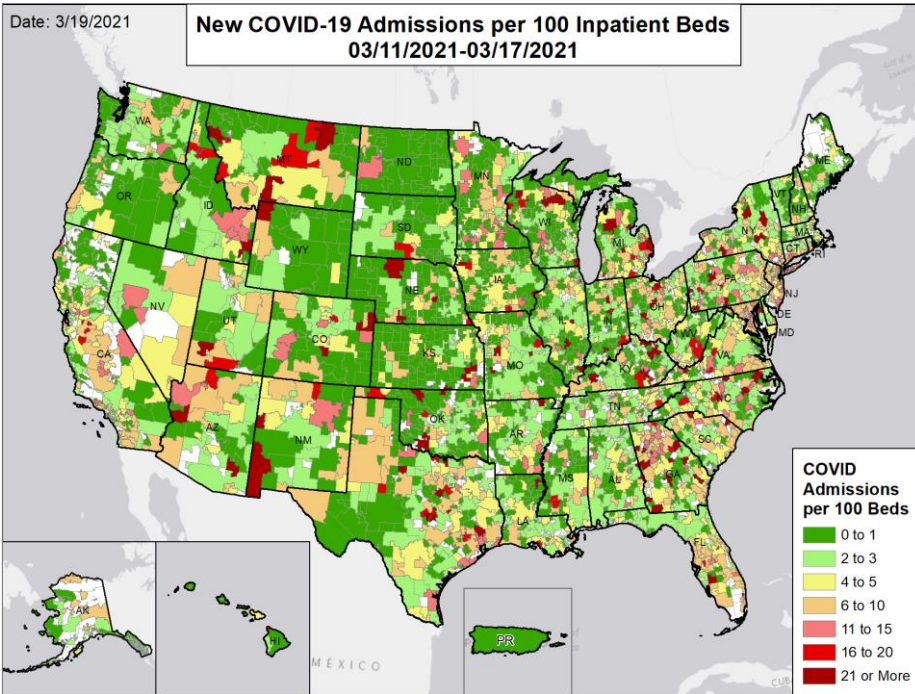 Date: 3/19/2021
New COVID-19 Admissions per 100 Inpatient Beds
03/11/2021-03/17/2021
WA
MT
ND
MN
ME
OR
ID
SD
WI
MI
VT
NH
NY
MA
CT
RI
WY
NE
IA
PA
NJ
NV
UT
CO
KS
MO
IL
OH
DE
MD
WV
VA
CA
KY
AZ
NM
OK
AR
TN
NC
SC
MS
AL
GA
LA
FL
AK
HI
PR
MÉXICO
CUB
COVID
Admissions
per 100 Beds
0 to 1
2 to 3
4 to 5
6 to 10
11 to 15
16 to 20
21 or More